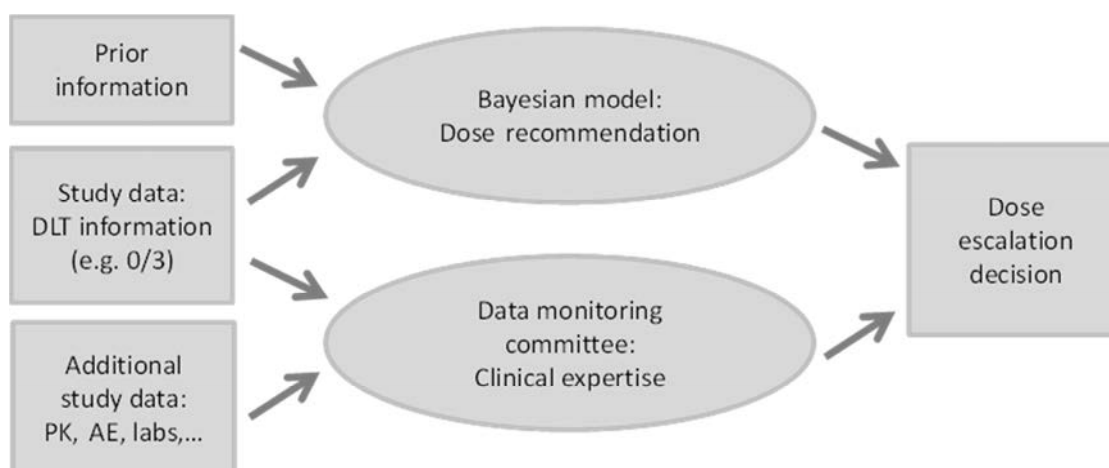 Prior
information
Bayesian model:
Dose recommendation
Study data:
DLT information
(e.g. 0/3)
Dose
escalation
decision
Data monitoring
committee:
Clinical expertise
Additional
study data:
PK, AE, labs,...